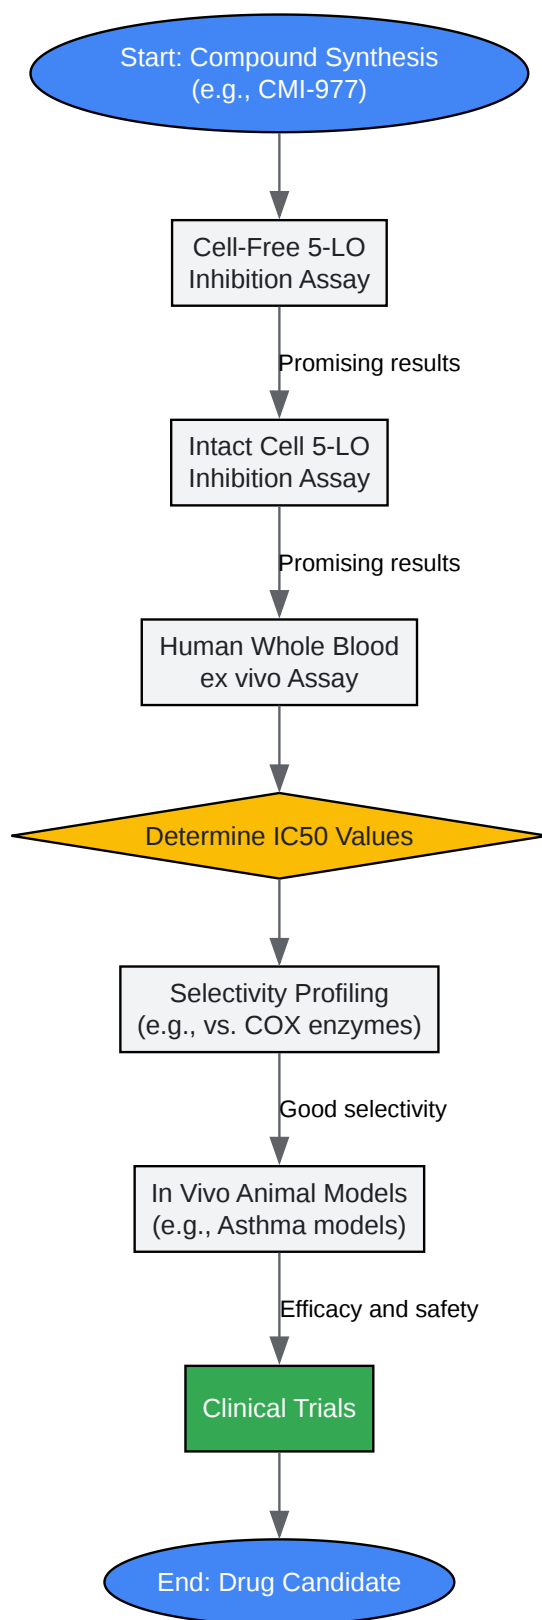 Start: Compound Synthesis
(e.g., CMI-977)
Cell-Free 5-LO
Inhibition Assay
Promising results
Intact Cell 5-LO
Inhibition Assay
Promising results
Human Whole Blood
ex vivo Assay
Determine IC50 Values
Selectivity Profiling
(e.g., vs. COX enzymes)
Good selectivity
In Vivo Animal Models
(e.g., Asthma models)
Efficacy and safety
Clinical Trials
End: Drug Candidate